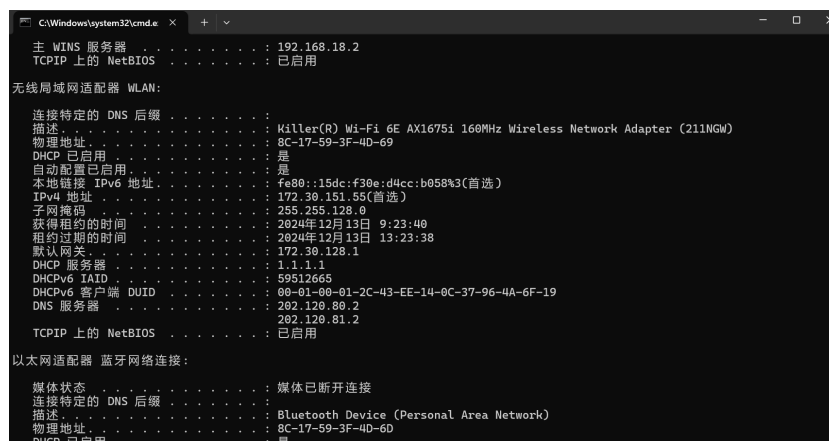 C:\Windows\system32\cmd.e:
主 WINS 服务器 . . . . . . . . . : 192.168.18.2
TCPIP 上的 NetBIOS . . . . . . . : 已启用
无线局域网适配器 WLAN:
连接特定的 DNS 后缀 . . . . . . . :
描述. . . . . . . . . . . . . . . : Killer(R) Wi-Fi 6E AX1675i 160MHz Wireless Network Adapter (211NGW)
物理地址. . . . . . . . . . . . . : 8C-17-59-3F-4D-69
DHCP 已启用 . . . . . . . . . . . : 是
自动配置已启用. . . . . . . . . . : 是
本地链接 IPv6 地址. . . . . . . . : fe80::15dc:f30e:d4cc:b058%3(首选)
IPv4 地址 . . . . . . . . . . . . : 172.30.151.55(首选)
子网掩码 . . . . . . . . . . . . : 255.255.128.0
获得租约的时间 . . . . . . . . . : 2024年12月13日 9:23:40
租约过期的时间 . . . . . . . . . : 2024年12月13日 13:23:38
默认网关. . . . . . . . . . . . . : 172.30.128.1
DHCP 服务器 . . . . . . . . . . . : 1.1.1.1
DHCPv6 IAID . . . . . . . . . . . : 59512665
DHCPv6 客户端 DUID . . . . . . . : 00-01-00-01-2C-43-EE-14-0C-37-96-4A-6F-19
DNS 服务器 . . . . . . . . . . . : 202.120.80.2
202.120.81.2
TCPIP 上的 NetBIOS . . . . . . . : 已启用
以太网适配器 蓝牙网络连接:
媒体状态 . . . . . . . . . . . . : 媒体已断开连接
连接特定的 DNS 后缀 . . . . . . . :
描述. . . . . . . . . . . . . . . : Bluetooth Device (Personal Area Network)
物理地址. . . . . . . . . . . . . : 8C-17-59-3F-4D-6D
DHCP 已启用 . . . . . . . . . . . : 是